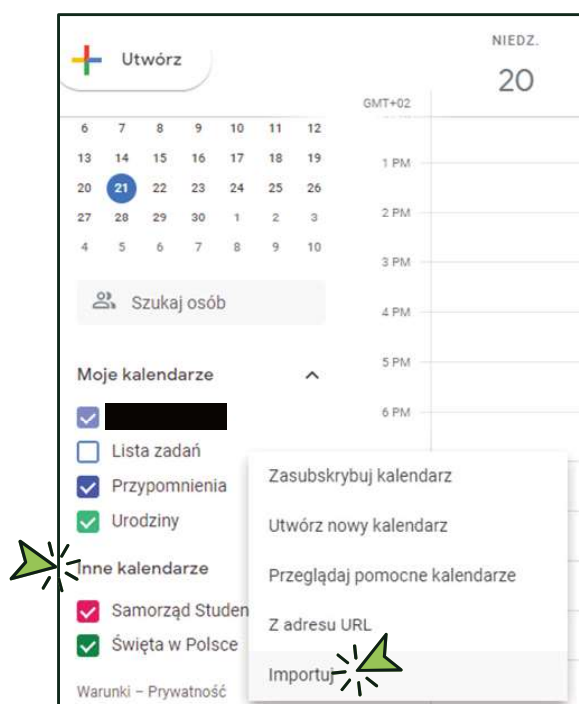 Utwórz
NIEDZ.
20
GMT+02
6 7 8 9 10 11 12
13 14 15 16 17 18 19
20 21 22 23 24 25 26
27 28 29 30 1 2 3
4 5 6 7 8 9 10
1 PM
2 PM
3 PM
4 PM
5 PM
6 PM
Szukaj osób
Moje kalendarze
Lista zadań
Przypomnienia
Urodziny
Inne kalendarze
Samorząd Studen
Święta w Polsce
Warunki – Prywatność
Zasubskrybuj kalendarz
Utwórz nowy kalendarz
Przeglądaj pomocne kalendarze
Z adresu URL
Importuj